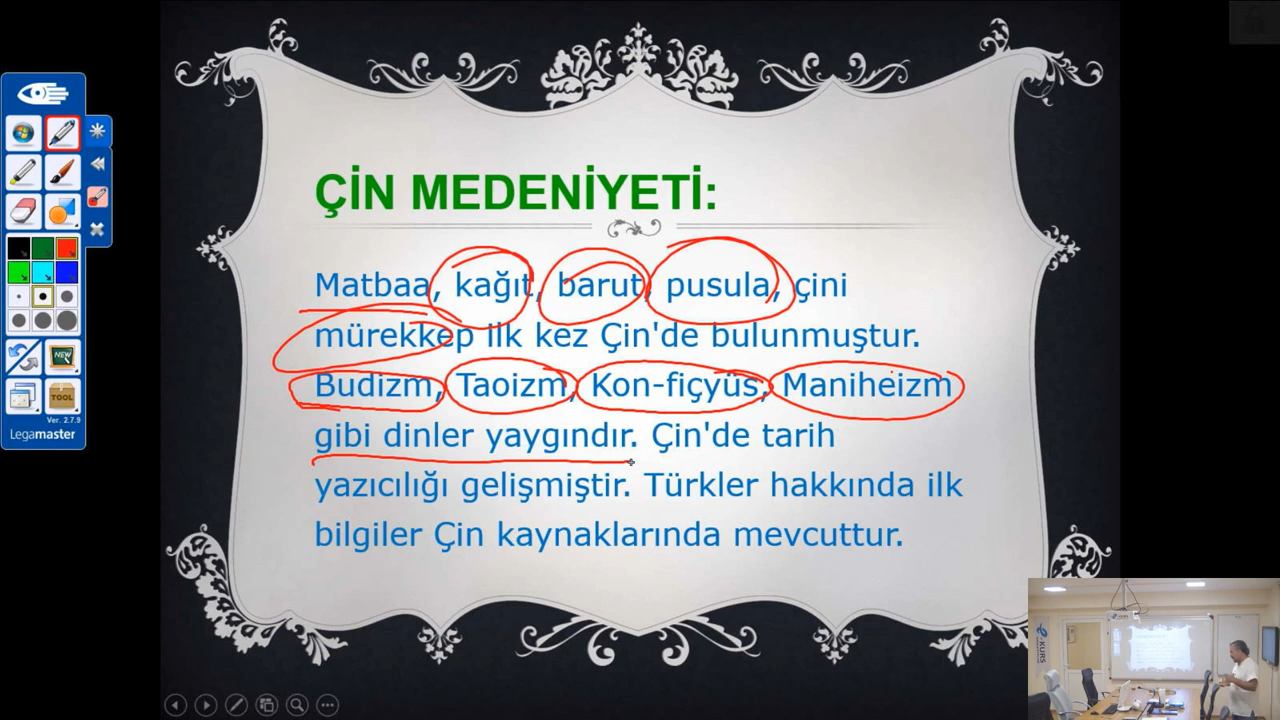 ÇİN MEDENİYETİ:
Matbaa, kağıt, barut, pusula, çini
mürekkep ilk kez Çin'de bulunmuştur.
Budizm, Taoizm, Kon-fiçyüs, Maniheizm
gibi dinler yaygındır. Çin'de tarih
yazıcılığı gelişmiştir. Türkler hakkında ilk
bilgiler Çin kaynaklarında mevcuttur.
NEW
TOOL
Ver. 2.7.9
Legamaster
e-KURS